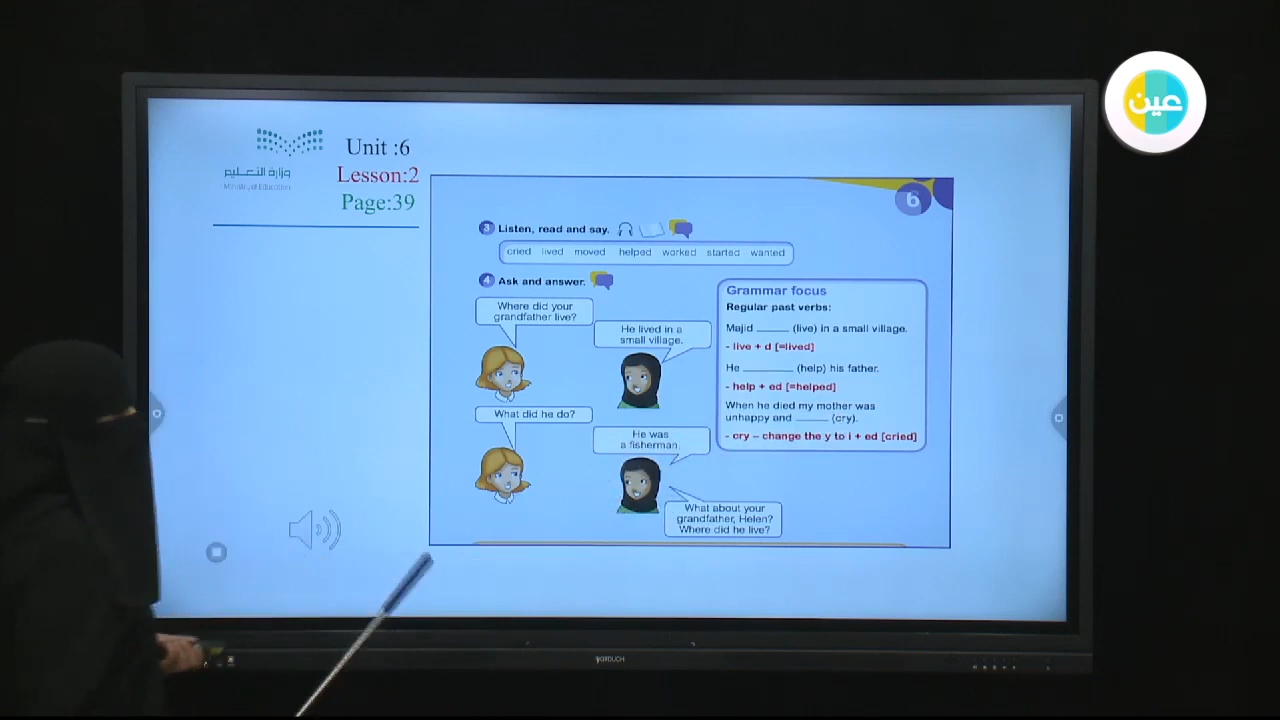 عين
Unit :6
Lesson:2
Page:39
وزارة التعليم
Ministry of Education
6
3 Listen, read and say.
cried lived moved helped worked started wanted
4 Ask and answer.
Where did your
grandfather live?
He lived in a
small village.
What did he do?
He was
a fisherman.
What about your
grandfather, Helen?
Where did he live?
Grammar focus
Regular past verbs:
Majid _____ (live) in a small village.
- live + d [=lived]
He ________ (help) his father.
- help + ed [=helped]
When he died my mother was
unhappy and _____ (cry).
- cry – change the y to i + ed [cried]